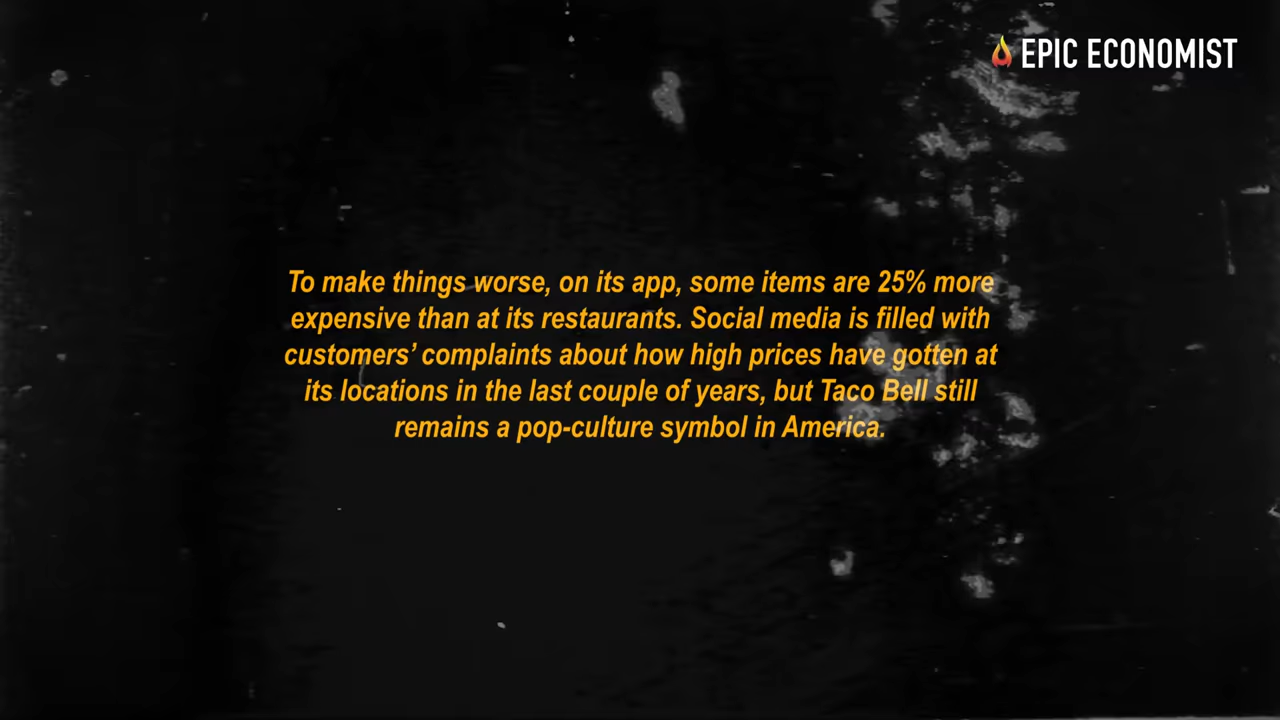 EPIC ECONOMIST
To make things worse, on its app, some items are 25% more
expensive than at its restaurants. Social media is filled with
customers’ complaints about how high prices have gotten at
its locations in the last couple of years, but Taco Bell still
remains a pop-culture symbol in America.